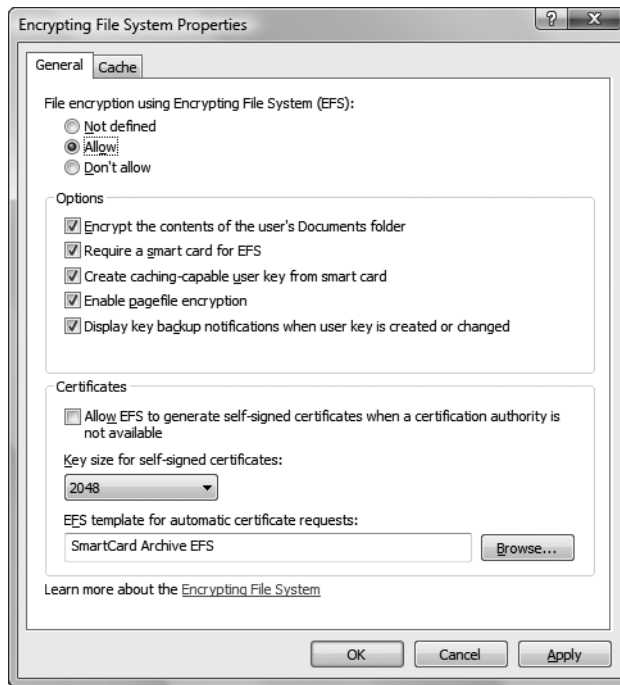 Encrypting File System Properties
General
Cache
File encryption using Encrypting File System (EFS):
Not defined
Allow
Don't allow
Options
Encrypt the contents of the user's Documents folder
Require a smart card for EFS
Create caching-capable user key from smart card
Enable pagefile encryption
Display key backup notifications when user key is created or changed
Certificates
Allow EFS to generate self-signed certificates when a certification authority is
not available
Key size for self-signed certificates:
2048
EFS template for automatic certificate requests:
SmartCard Archive EFS
Browse...
Learn more about the Encrypting File System
OK
Cancel
Apply